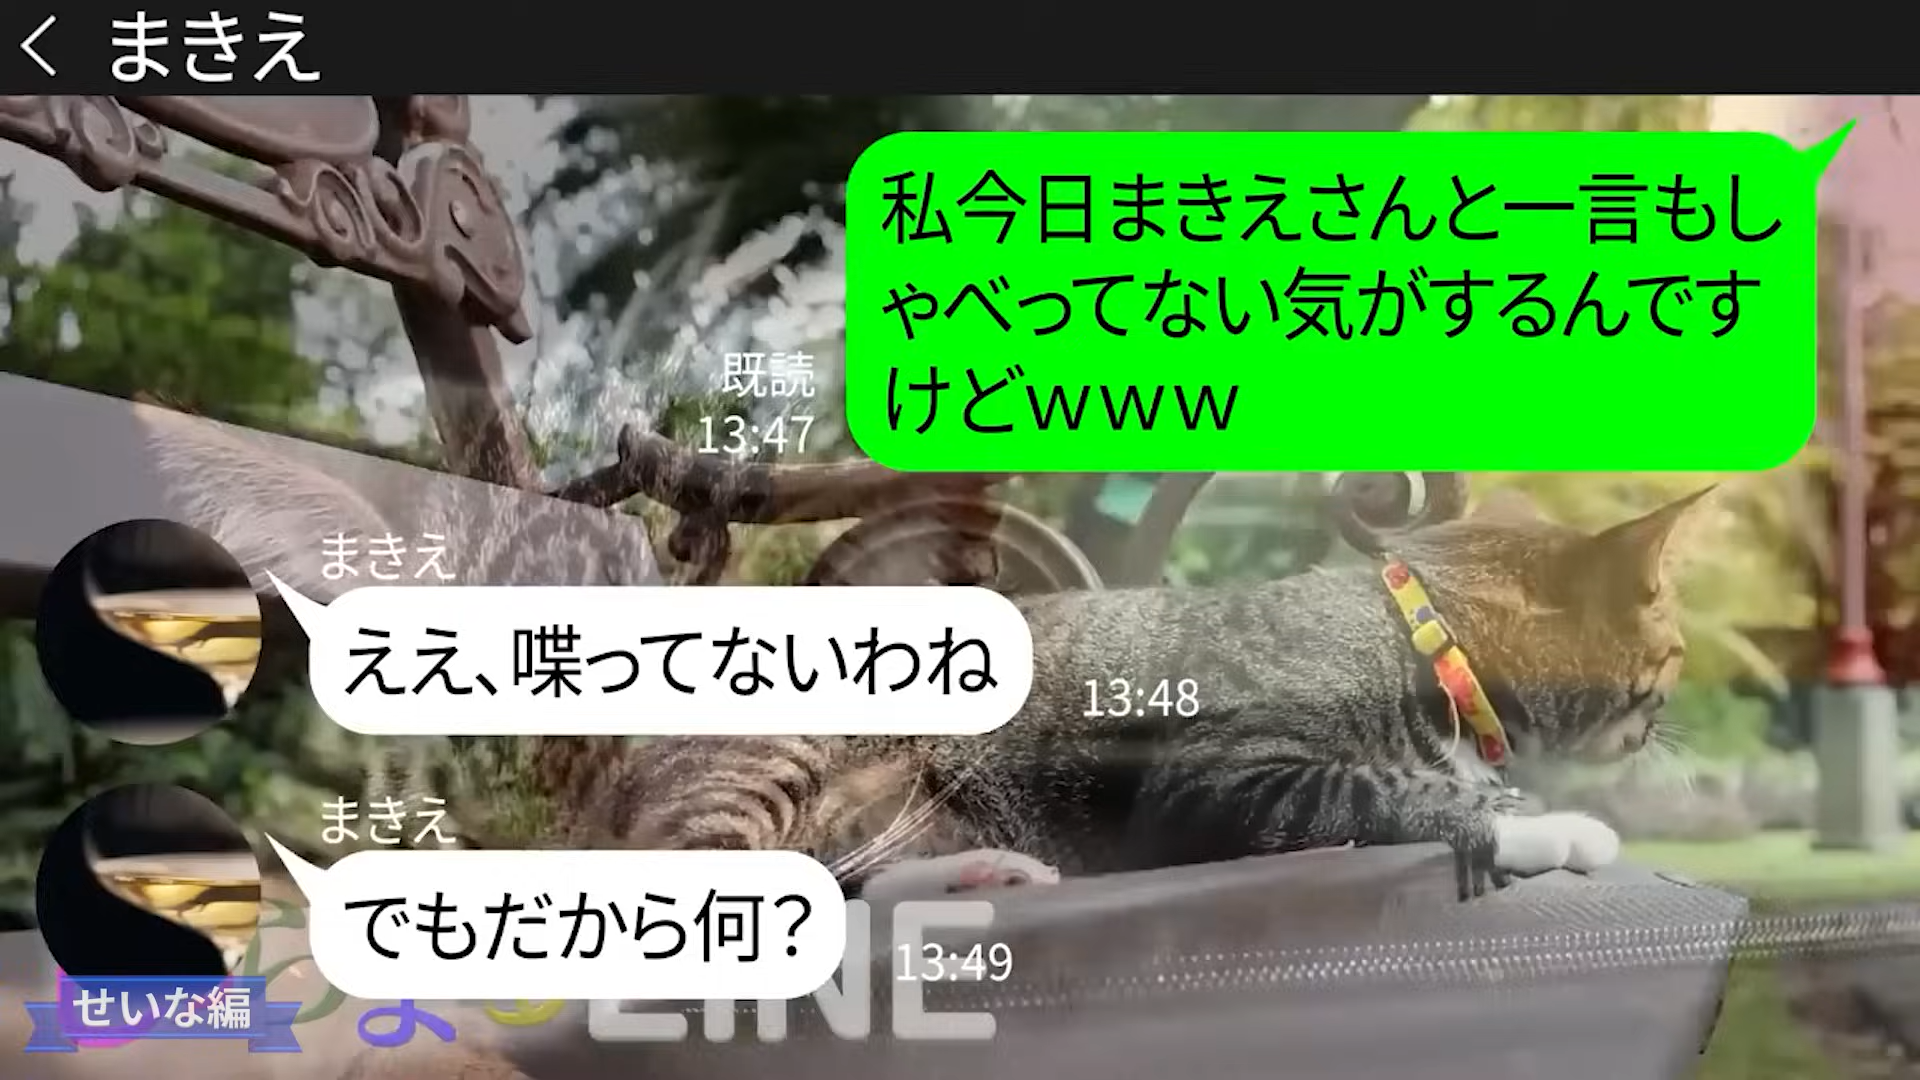 まきえ
私今日まきえさんと一言もし
ゃべってない気がするんです
けどｗｗｗ
既読
13:47
まきえ
ええ、喋ってないわね
13:48
まきえ
でもだから何？
13:49
せいな編
LINE